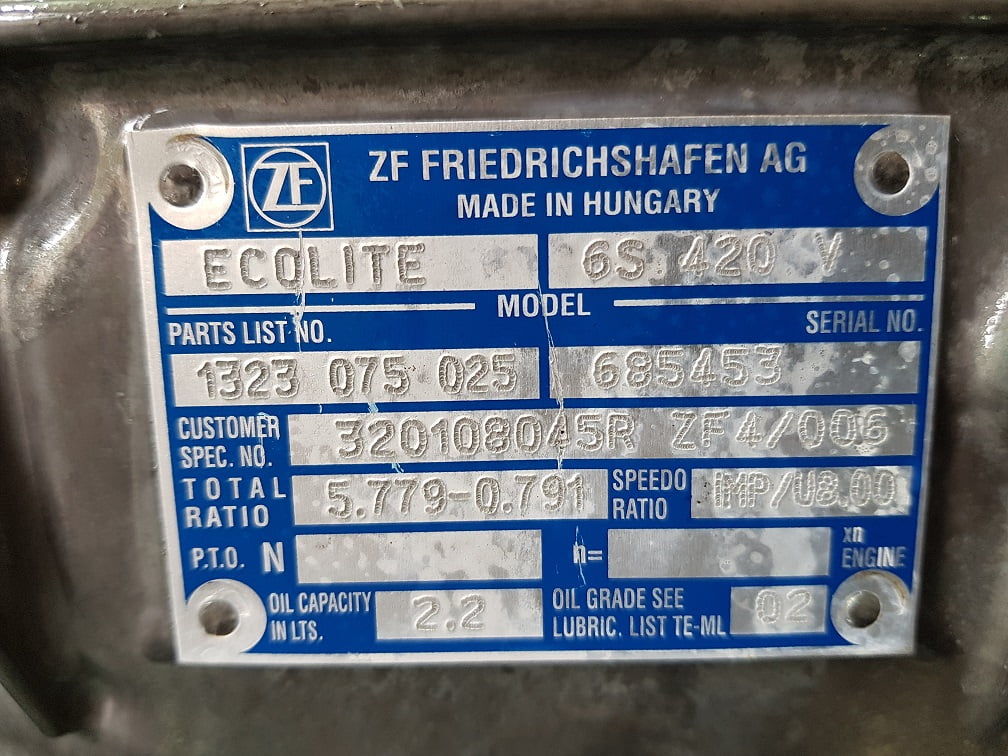 ZF
ZF FRIEDRICHSHAFEN AG
MADE IN HUNGARY
ECOLITE 6S 420 V
MODEL
PARTS LIST NO. SERIAL NO.
1323 075 025 685453
CUSTOMER SPEC. NO. 320108045R ZF4/006
TOTAL RATIO 5.779-0.791 SPEEDO RATIO IMP/U8.00
P.T.O. N n= xn ENGINE
OIL CAPACITY IN LTS. 2.2 OIL GRADE SEE LUBRIC. LIST TE-ML 02